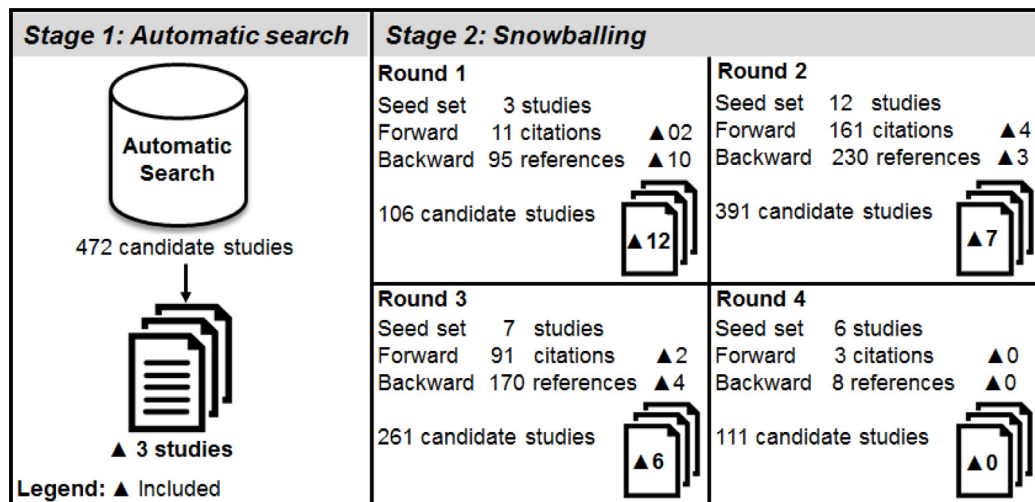 Stage 1: Automatic search
Automatic
Search
472 candidate studies
▲ 3 studies
Legend: ▲ Included
Stage 2: Snowballing
Round 1
Seed set 3 studies
Forward 11 citations ▲02
Backward 95 references ▲10
106 candidate studies
▲12
Round 2
Seed set 12 studies
Forward 161 citations ▲4
Backward 230 references ▲3
391 candidate studies
▲7
Round 3
Seed set 7 studies
Forward 91 citations ▲2
Backward 170 references ▲4
261 candidate studies
▲6
Round 4
Seed set 6 studies
Forward 3 citations ▲0
Backward 8 references ▲0
111 candidate studies
▲0